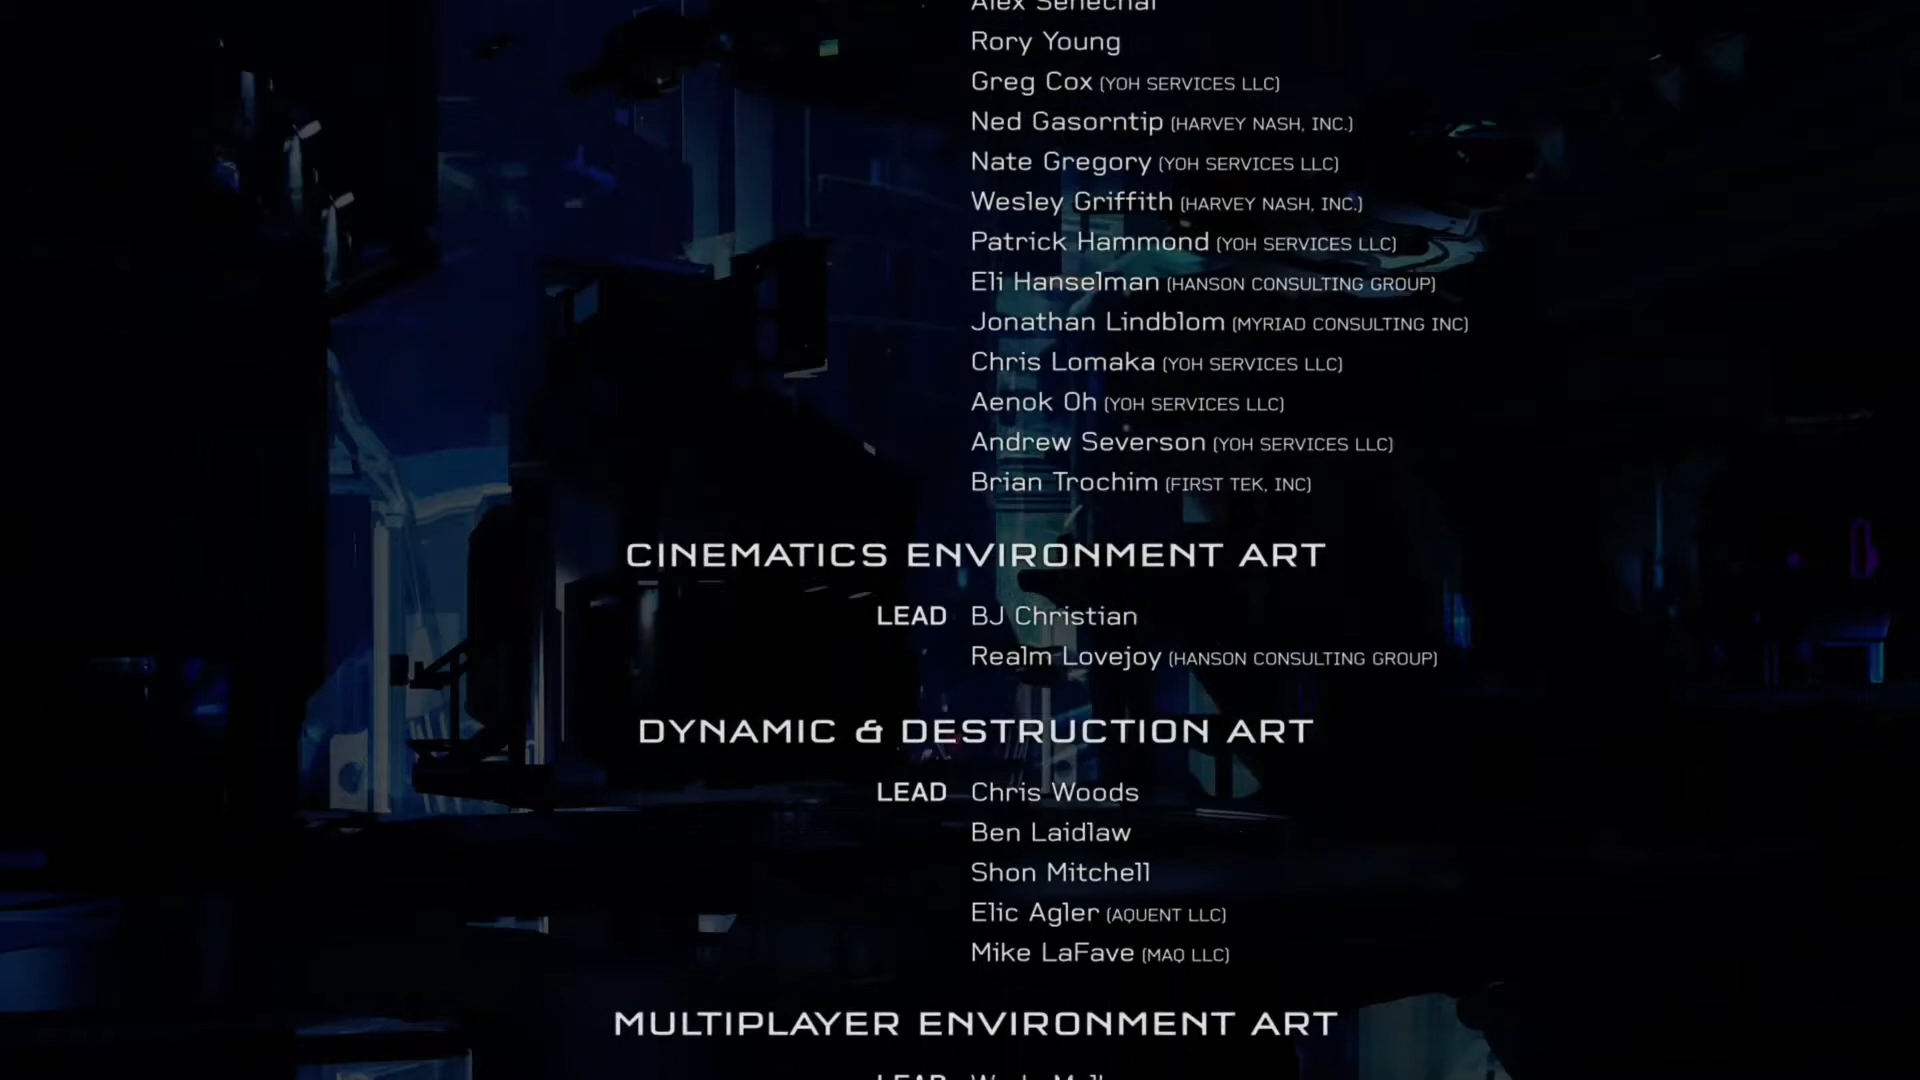 Alex Senechal
Rory Young
Greg Cox (YOH SERVICES LLC)
Ned Gasorntip (HARVEY NASH, INC.)
Nate Gregory (YOH SERVICES LLC)
Wesley Griffith (HARVEY NASH, INC.)
Patrick Hammond (YOH SERVICES LLC)
Eli Hanselman (HANSON CONSULTING GROUP)
Jonathan Lindblom (MYRIAD CONSULTING INC)
Chris Lomaka (YOH SERVICES LLC)
Aenok Oh (YOH SERVICES LLC)
Andrew Severson (YOH SERVICES LLC)
Brian Trochim (FIRST TEK, INC)
CINEMATICS ENVIRONMENT ART
LEAD BJ Christian
Realm Lovejoy (HANSON CONSULTING GROUP)
DYNAMIC & DESTRUCTION ART
LEAD Chris Woods
Ben Laidlaw
Shon Mitchell
Elic Agler (AQUENT LLC)
Mike LaFave (MAQ LLC)
MULTIPLAYER ENVIRONMENT ART
LEAD